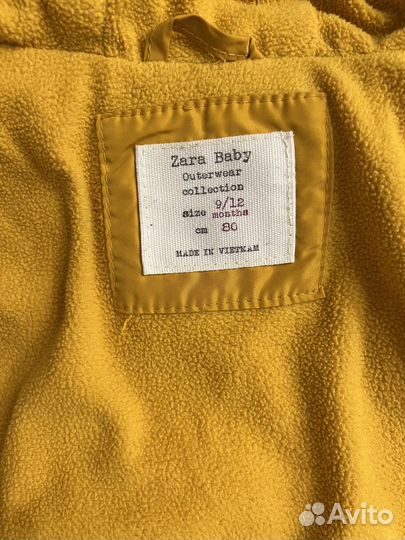 Zara Baby
Outerwear
collection
size 9/12 months
cm 80
MADE IN VIETNAM
Avito